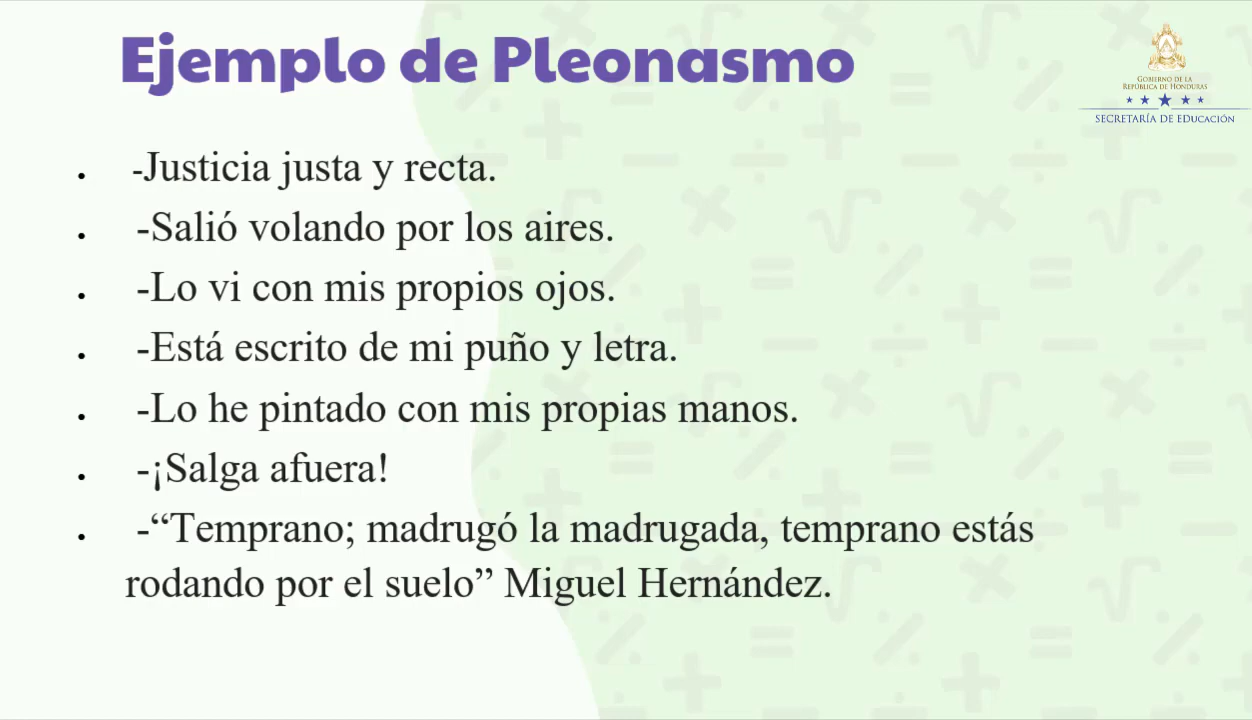 Ejemplo de Pleonasmo
GOBIERNO DE LA
REPÚBLICA DE HONDURAS
SECRETARÍA DE EDUCACIÓN
• -Justicia justa y recta.
• -Salió volando por los aires.
• -Lo vi con mis propios ojos.
• -Está escrito de mi puño y letra.
• -Lo he pintado con mis propias manos.
• -¡Salga afuera!
• -“Temprano; madrugó la madrugada, temprano estás
rodando por el suelo” Miguel Hernández.